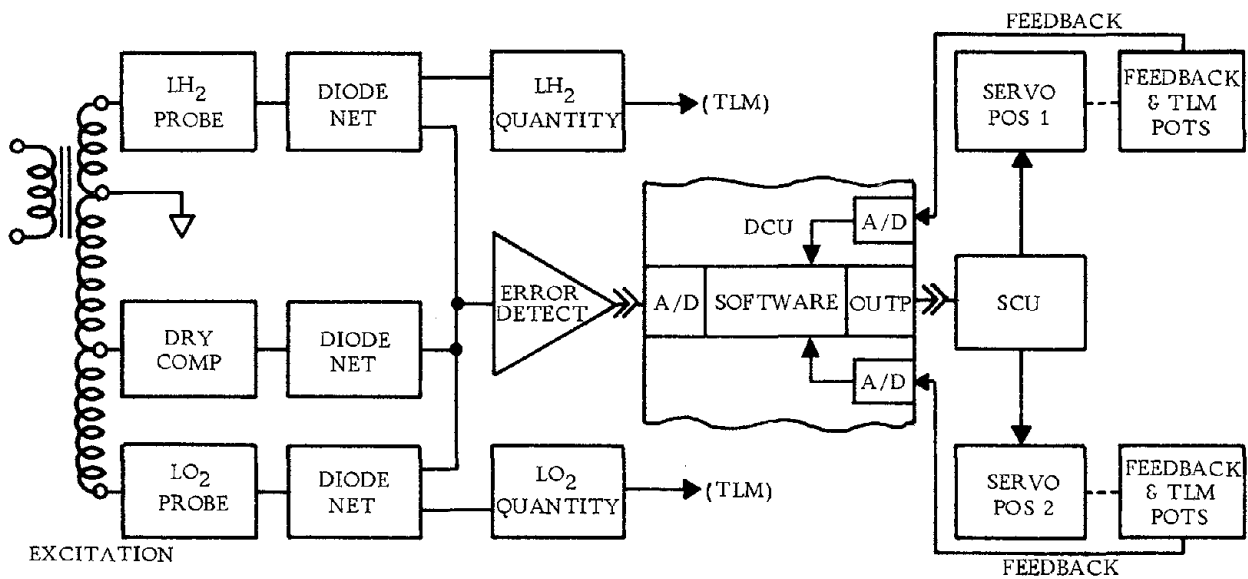 FEEDBACK
LH2
PROBE
DIODE
NET
LH2
QUANTITY
(TLM)
SERVO
POS 1
FEEDBACK
& TLM
POTS
DCU
A/D
ERROR
DETECT
A/D
SOFTWARE
OUTP
SCU
DRY
COMP
DIODE
NET
A/D
LO2
PROBE
DIODE
NET
LO2
QUANTITY
(TLM)
SERVO
POS 2
FEEDBACK
& TLM
POTS
EXCITATION
FEEDBACK